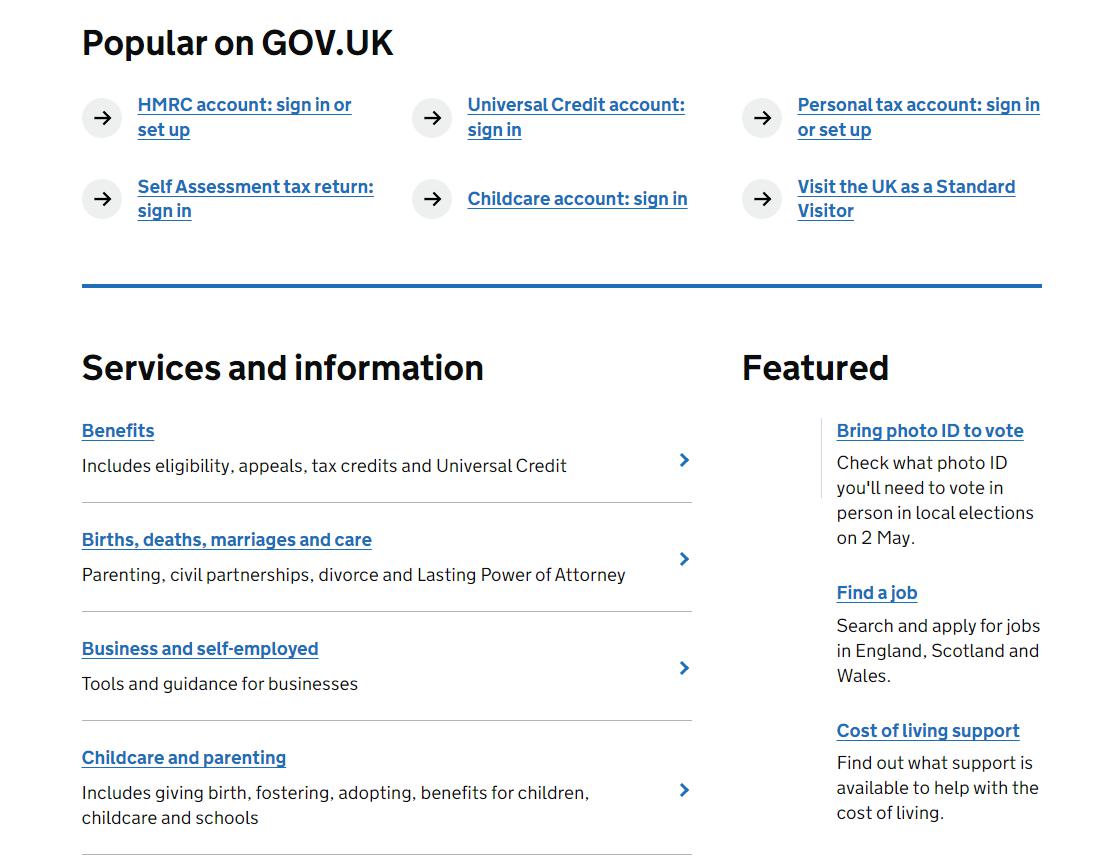 Popular on GOV.UK
HMRC account: sign in or
set up
Universal Credit account:
sign in
Personal tax account: sign in
or set up
Self Assessment tax return:
sign in
Childcare account: sign in
Visit the UK as a Standard
Visitor
Services and information
Benefits
Includes eligibility, appeals, tax credits and Universal Credit
Births, deaths, marriages and care
Parenting, civil partnerships, divorce and Lasting Power of Attorney
Business and self-employed
Tools and guidance for businesses
Childcare and parenting
Includes giving birth, fostering, adopting, benefits for children,
childcare and schools
Featured
Bring photo ID to vote
Check what photo ID
you'll need to vote in
person in local elections
on 2 May.
Find a job
Search and apply for jobs
in England, Scotland and
Wales.
Cost of living support
Find out what support is
available to help with the
cost of living.